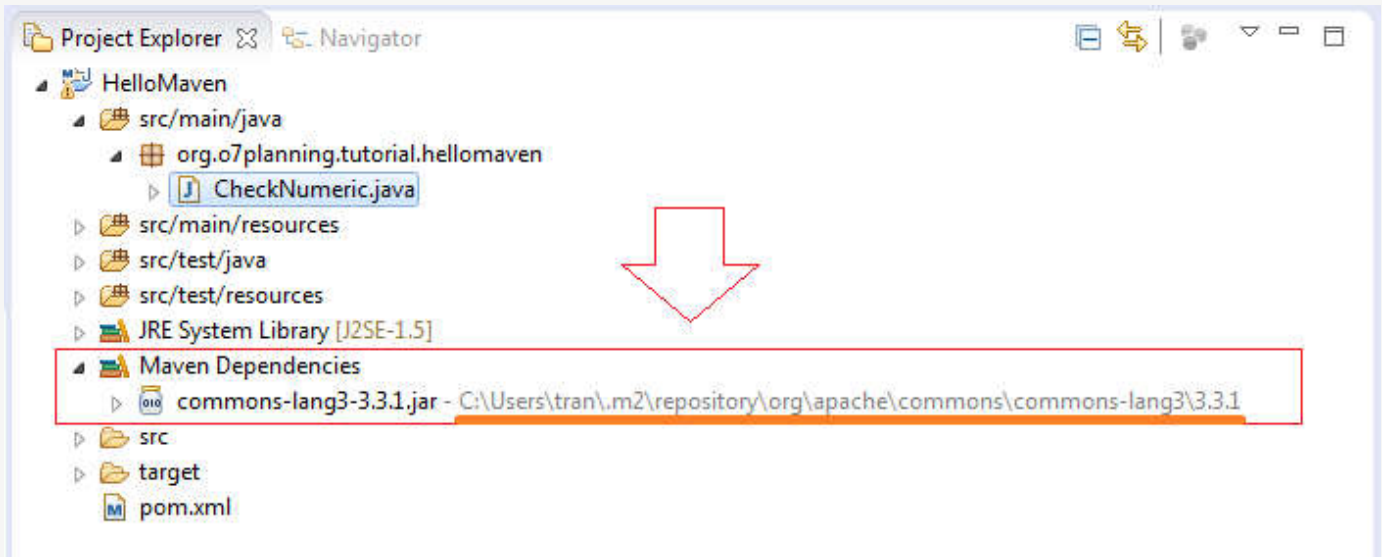 Project Explorer Navigator
HelloMaven
src/main/java
org.o7planning.tutorial.hellomaven
CheckNumeric.java
src/main/resources
src/test/java
src/test/resources
JRE System Library [J2SE-1.5]
Maven Dependencies
commons-lang3-3.3.1.jar - C:\Users\tran\.m2\repository\org\apache\commons\commons-lang3\3.3.1
src
target
pom.xml